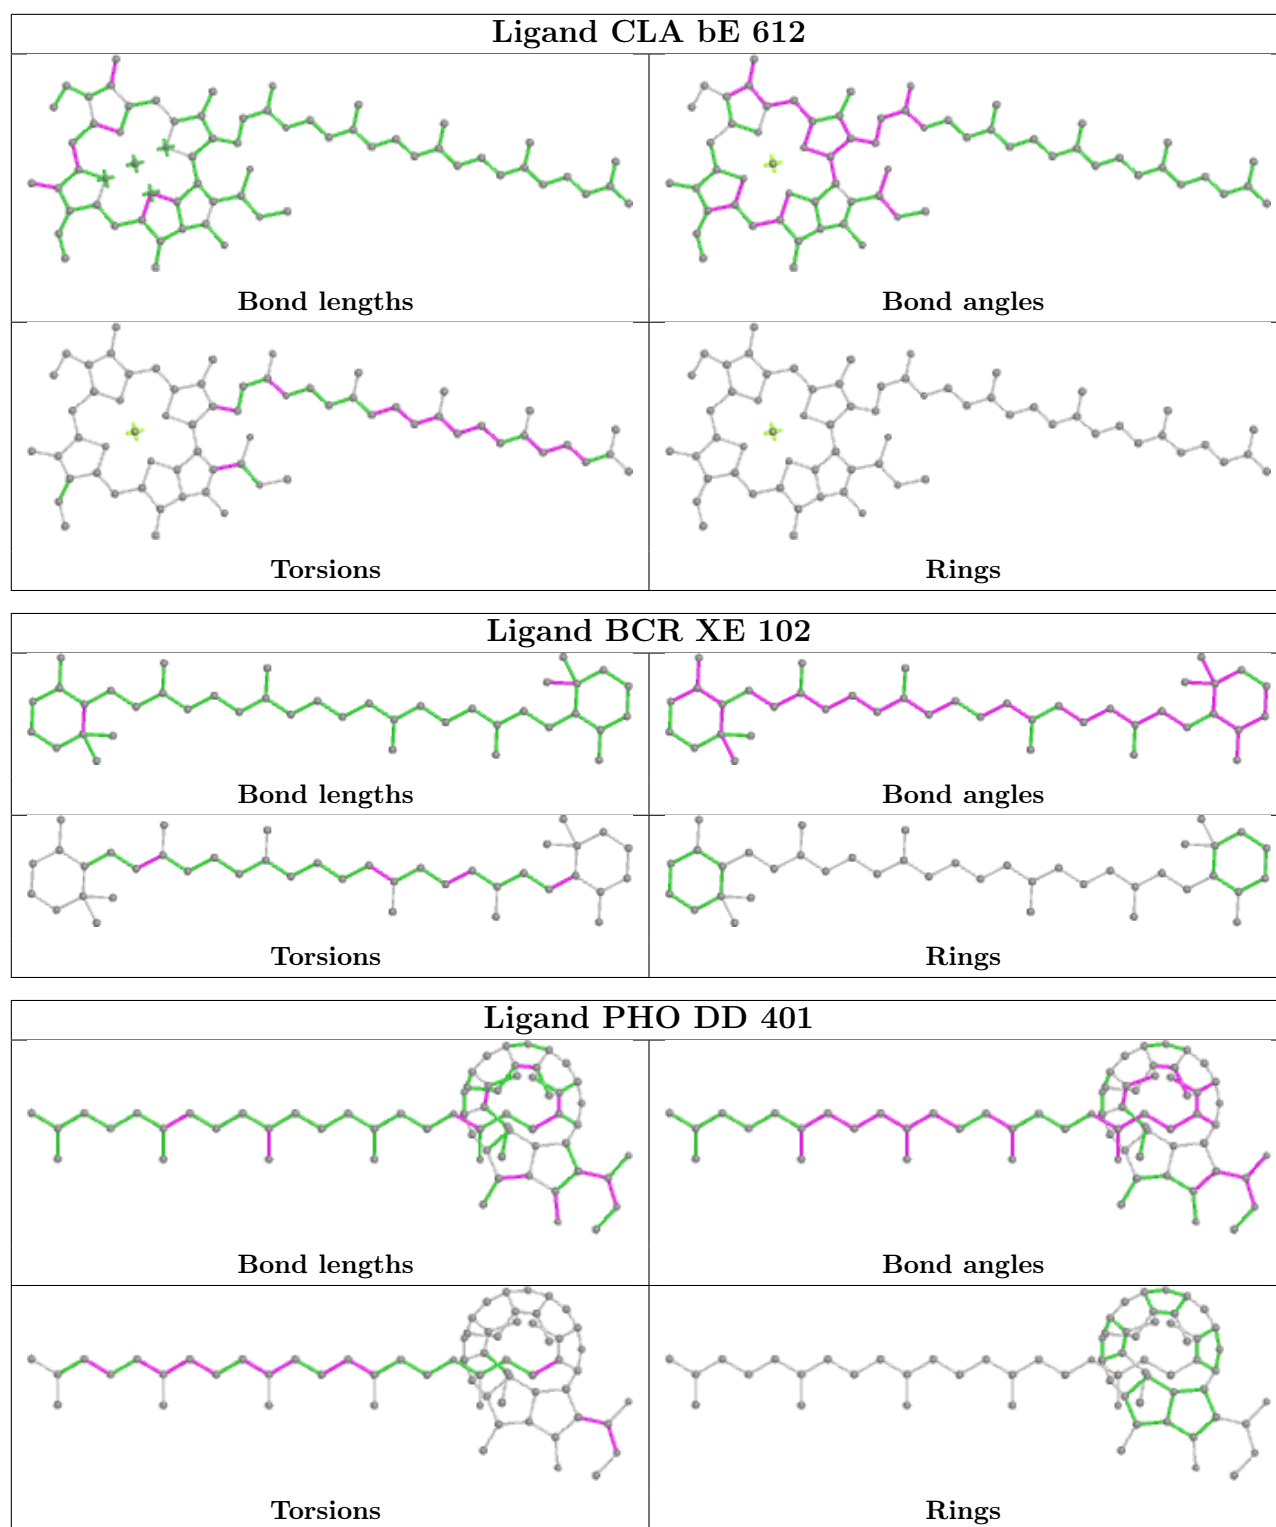 Ligand CLA bE 612
Bond lengths
Bond angles
Torsions
Rings
Ligand BCR XE 102
Bond lengths
Bond angles
Torsions
Rings
Ligand PHO DD 401
Bond lengths
Bond angles
Torsions
Rings